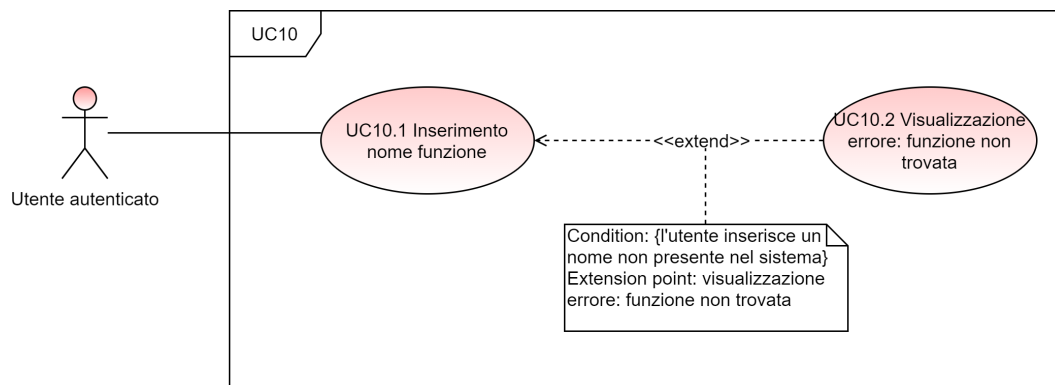 UC10
UC10.1 Inserimento
nome funzione
<<extend>>
UC10.2 Visualizzazione
errore: funzione non
trovata
Utente autenticato
Condition: {l'utente inserisce un
nome non presente nel sistema}
Extension point: visualizzazione
errore: funzione non trovata